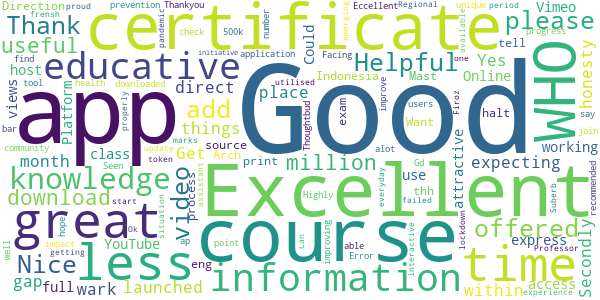 Direction
frensh
prevention
Thankyou
certificate
Eccellent
Regional
emerging
unique
period
proud
pandemic
check
500k
number
Vimeo
Thank
please
useful
initiative
application
Could
available
progress
tell
find
host
educative
Facing
Helpful
Yes
honesty
tool
health
downloaded
direct
Indonesia
Mast
Online
WHO
views
app
Good
place
utilised
exam
improve
users
Firoz
one
halt
say
bar
Platform
properly
add
Want
join
community
update
things
source
Thoughtbud
alot
attractive
working
month
class
marks
Get
Arch
million
expecting
Seen
token
print
Gd
use
thh
everyday
recommended
knowledge
video
process
assistant
Excellent
download
start
Highly
failed
great
course
offered
Suberb
Ok
situation
can
improving
interactive
lockdown
Professor
Secondly
hope
YouTube
ap
point
able
express
Nice
less
information
time
well
impact
getting
Error
access
gap
full
wark
launched
eng
within
experience